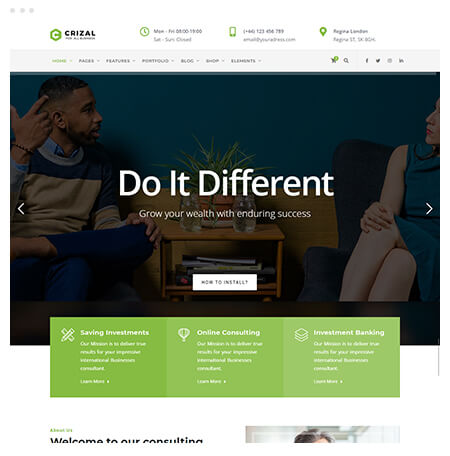 CRIZAL
FOR ALL BUSINESS
Mon - Fri 08:00-19:00
Sat - Sun: Closed
(+44) 123 456 789
email@youradress.com
Regina London
Regina ST, SK 8GH.
HOME PAGES FEATURES PORTFOLIO BLOG SHOP ELEMENTS
Do It Different
Grow your wealth with enduring success
HOW TO INSTALL?
Saving Investments
Our Mission is to deliver true
results for your impressive
international Businesses
consultant.
Learn More
Online Consulting
Our Mission is to deliver true
results for your impressive
international Businesses
consultant.
Learn More
Investment Banking
Our Mission is to deliver true
results for your impressive
international Businesses
consultant.
Learn More
About Us
Welcome to our consulting